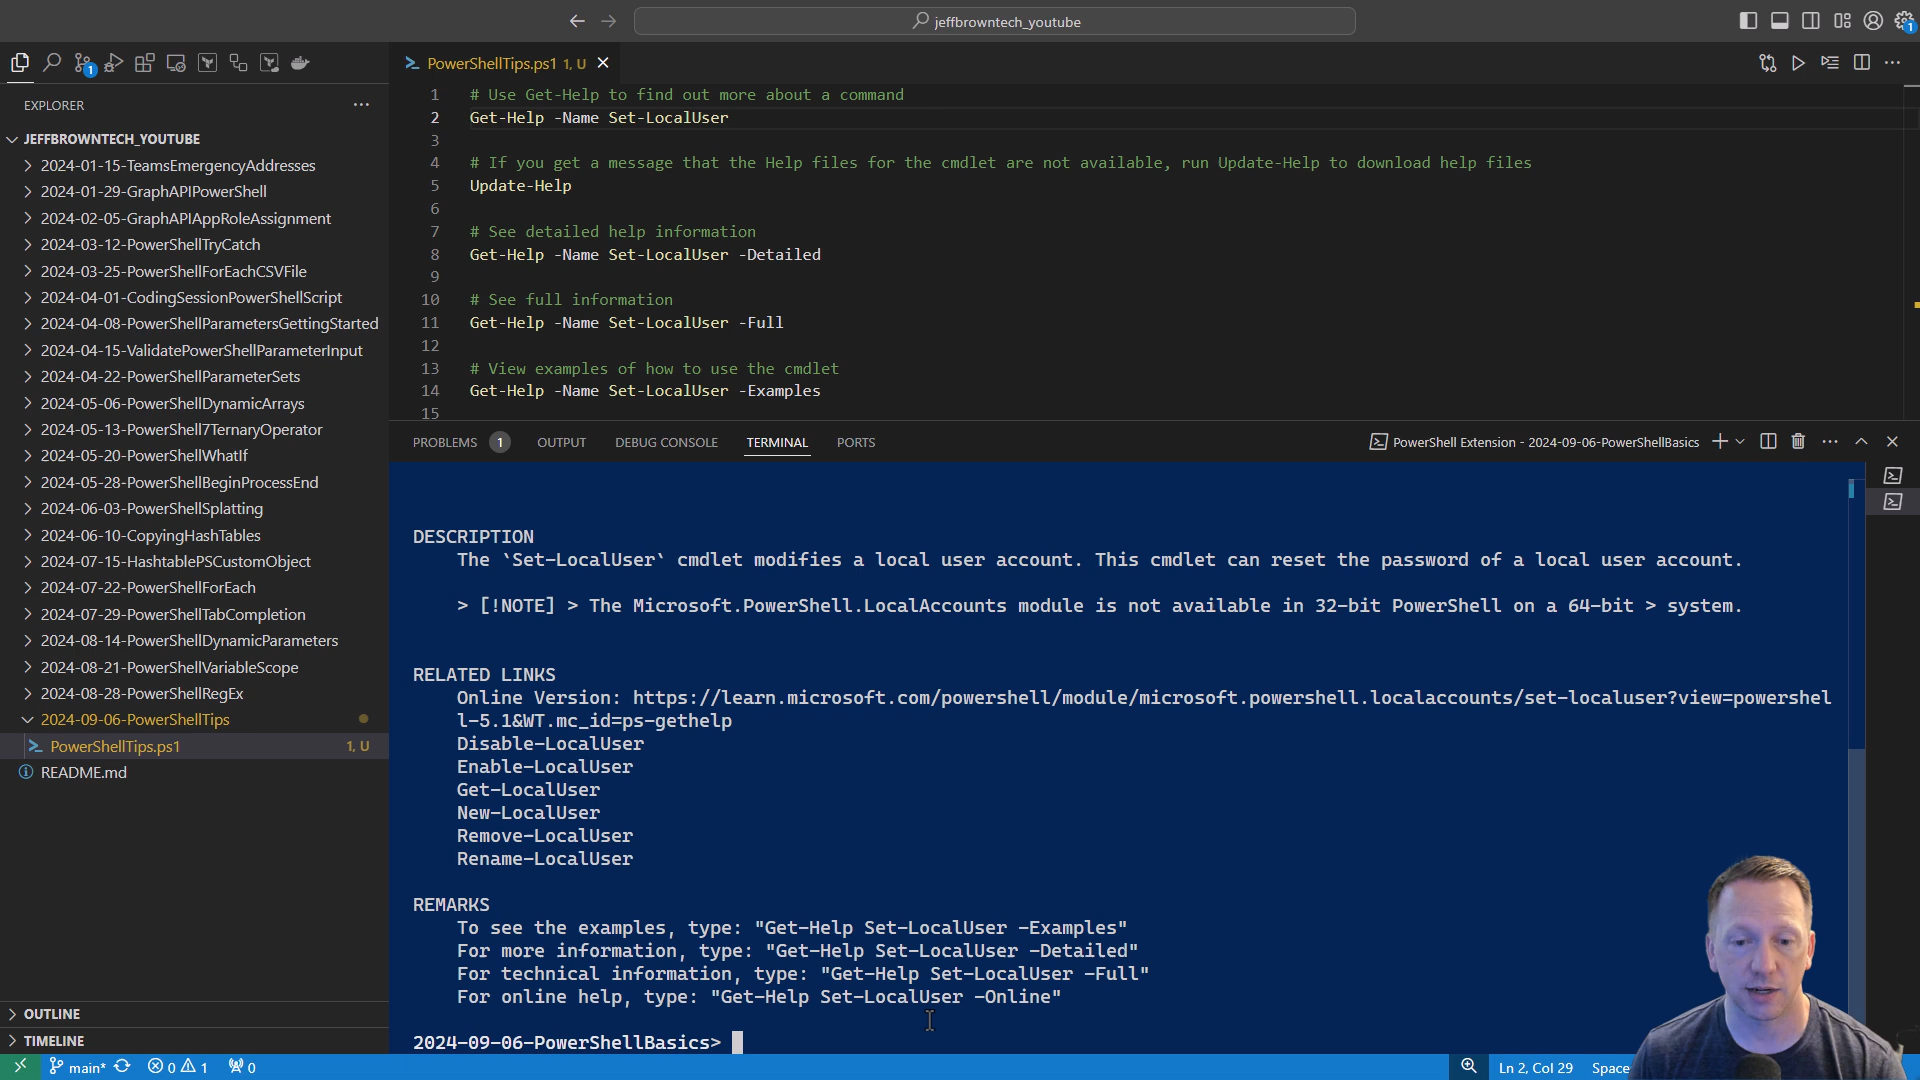 jeffbrowntech_youtube
1
PowerShellTips.ps1 1, U
EXPLORER
JEFFBROWNTECH_YOUTUBE
2024-01-15-TeamsEmergencyAddresses
2024-01-29-GraphAPIPowerShell
2024-02-05-GraphAPIAppRoleAssignment
2024-03-12-PowerShellTryCatch
2024-03-25-PowerShellForEachCSVFile
2024-04-01-CodingSessionPowerShellScript
2024-04-08-PowerShellParametersGettingStarted
2024-04-15-ValidatePowerShellParameterInput
2024-04-22-PowerShellParameterSets
2024-05-06-PowerShellDynamicArrays
2024-05-13-PowerShell7TernaryOperator
2024-05-20-PowerShellWhatIf
2024-05-28-PowerShellBeginProcessEnd
2024-06-03-PowerShellSplatting
2024-06-10-CopyingHashTables
2024-07-15-HashtablePSCustomObject
2024-07-22-PowerShellForEach
2024-07-29-PowerShellTabCompletion
2024-08-14-PowerShellDynamicParameters
2024-08-21-PowerShellVariableScope
2024-08-28-PowerShellRegEx
2024-09-06-PowerShellTips
PowerShellTips.ps1 1, U
README.md
OUTLINE
TIMELINE
1 # Use Get-Help to find out more about a command
2 Get-Help -Name Set-LocalUser
3
4 # If you get a message that the Help files for the cmdlet are not available, run Update-Help to download help files
5 Update-Help
6
7 # See detailed help information
8 Get-Help -Name Set-LocalUser -Detailed
9
10 # See full information
11 Get-Help -Name Set-LocalUser -Full
12
13 # View examples of how to use the cmdlet
14 Get-Help -Name Set-LocalUser -Examples
15
PROBLEMS 1 OUTPUT DEBUG CONSOLE TERMINAL PORTS PowerShell Extension - 2024-09-06-PowerShellBasics
DESCRIPTION
The `Set-LocalUser` cmdlet modifies a local user account. This cmdlet can reset the password of a local user account.
> [!NOTE] > The Microsoft.PowerShell.LocalAccounts module is not available in 32-bit PowerShell on a 64-bit > system.
RELATED LINKS
Online Version: https://learn.microsoft.com/powershell/module/microsoft.powershell.localaccounts/set-localuser?view=powershel
l-5.1&WT.mc_id=ps-gethelp
Disable-LocalUser
Enable-LocalUser
Get-LocalUser
New-LocalUser
Remove-LocalUser
Rename-LocalUser
REMARKS
To see the examples, type: "Get-Help Set-LocalUser -Examples"
For more information, type: "Get-Help Set-LocalUser -Detailed"
For technical information, type: "Get-Help Set-LocalUser -Full"
For online help, type: "Get-Help Set-LocalUser -Online"
2024-09-06-PowerShellBasics>
main* 0 1 0 Ln 2, Col 29 Space